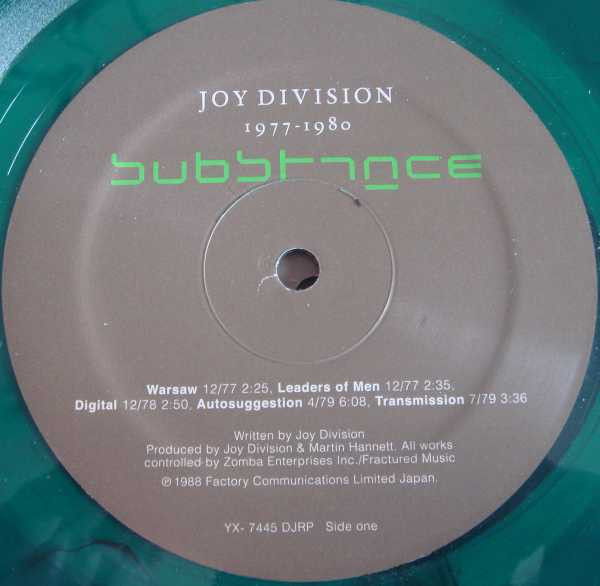 JOY DIVISION
1977-1980
substance
Warsaw 12/77 2:25, Leaders of Men 12/77 2:35,
Digital 12/78 2:50, Autosuggestion 4/79 6:08, Transmission 7/79 3:36
Written by Joy Division
Produced by Joy Division & Martin Hannett. All works
controlled by Zomba Enterprises Inc./Fractured Music
℗ 1988 Factory Communications Limited Japan.
YX- 7445 DJRP Side one